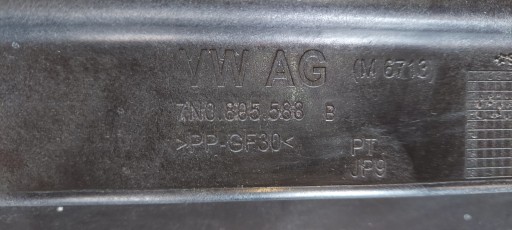 VW AG (M 6713)
7N0.805.588 B
>PP-GF30< PT
JP9